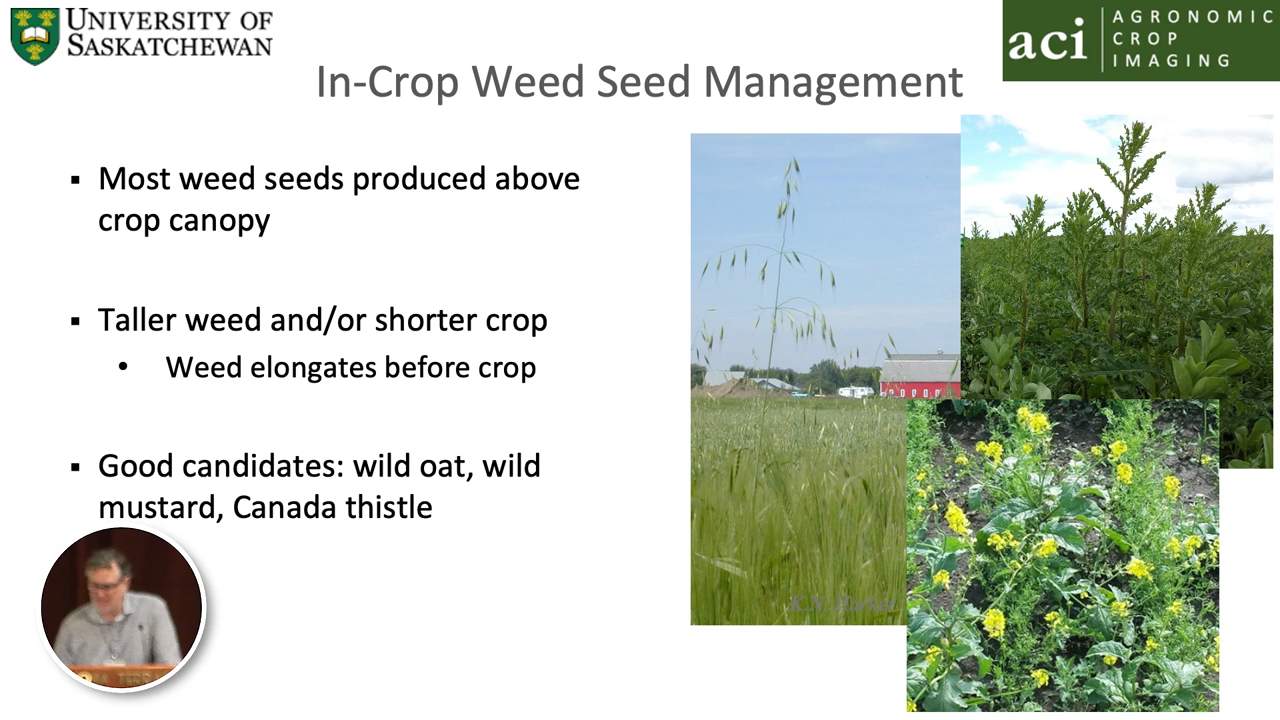 UNIVERSITY OF
SASKATCHEWAN
aci
AGRONOMIC
CROP
IMAGING
In-Crop Weed Seed Management
▪ Most weed seeds produced above
crop canopy
▪ Taller weed and/or shorter crop
• Weed elongates before crop
▪ Good candidates: wild oat, wild
mustard, Canada thistle
K.N. Harker